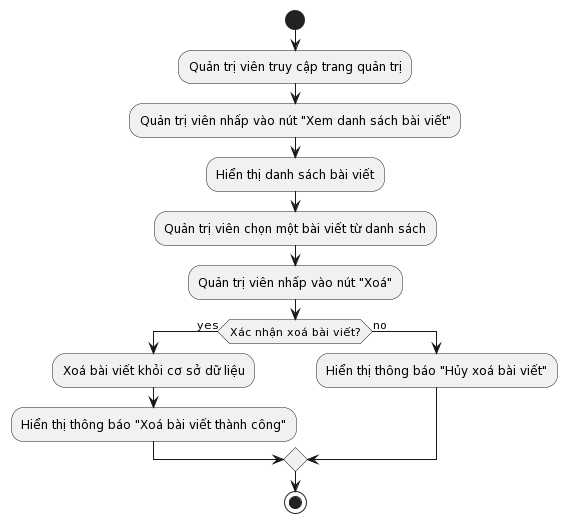 Quản trị viên truy cập trang quản trị
Quản trị viên nhấp vào nút "Xem danh sách bài viết"
Hiển thị danh sách bài viết
Quản trị viên chọn một bài viết từ danh sách
Quản trị viên nhấp vào nút "Xoá"
yes
Xác nhận xoá bài viết?
no
Xoá bài viết khỏi cơ sở dữ liệu
Hiển thị thông báo "Hủy xoá bài viết"
Hiển thị thông báo "Xoá bài viết thành công"